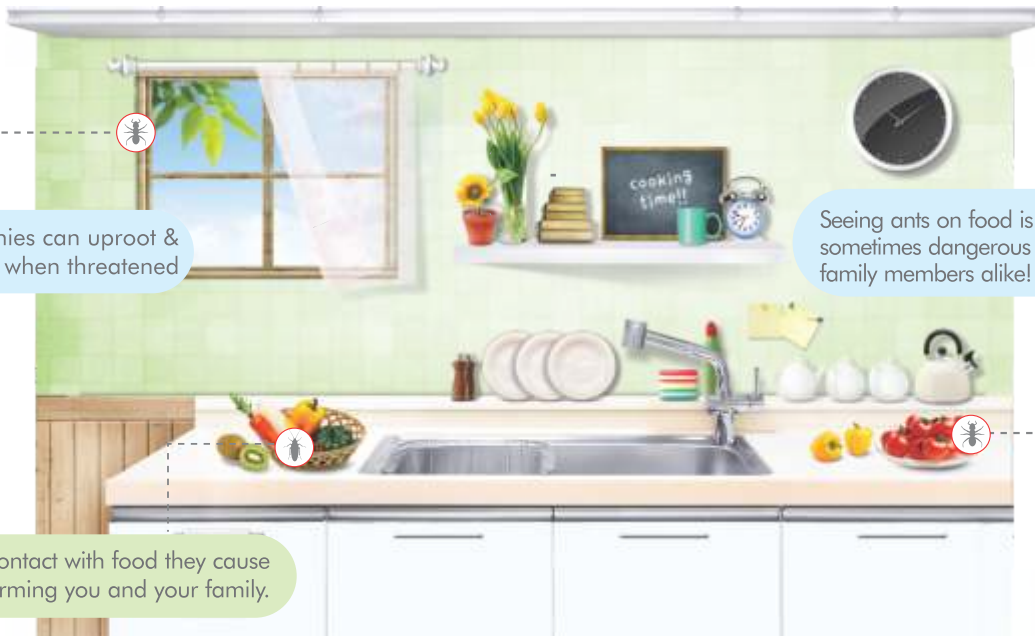 cooking
time!!
nies can uproot &
when threatened
Seeing ants on food is
sometimes dangerous
family members alike!
ontact with food they cause
rming you and your family.